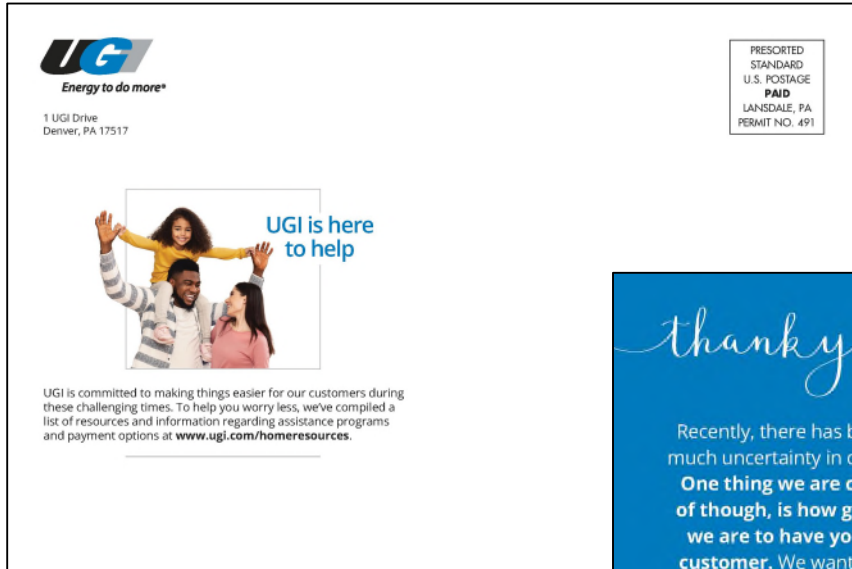 UGI
Energy to do more®
1 UGI Drive
Denver, PA 17517
PRESORTED
STANDARD
U.S. POSTAGE
PAID
LANSDALE, PA
PERMIT NO. 491
UGI is here
to help
UGI is committed to making things easier for our customers during
these challenging times. To help you worry less, we've compiled a
list of resources and information regarding assistance programs
and payment options at www.ugi.com/homeresources.
thank y
Recently, there has b
much uncertainty in
One thing we are
of though, is how g
we are to have yo
customer. We want